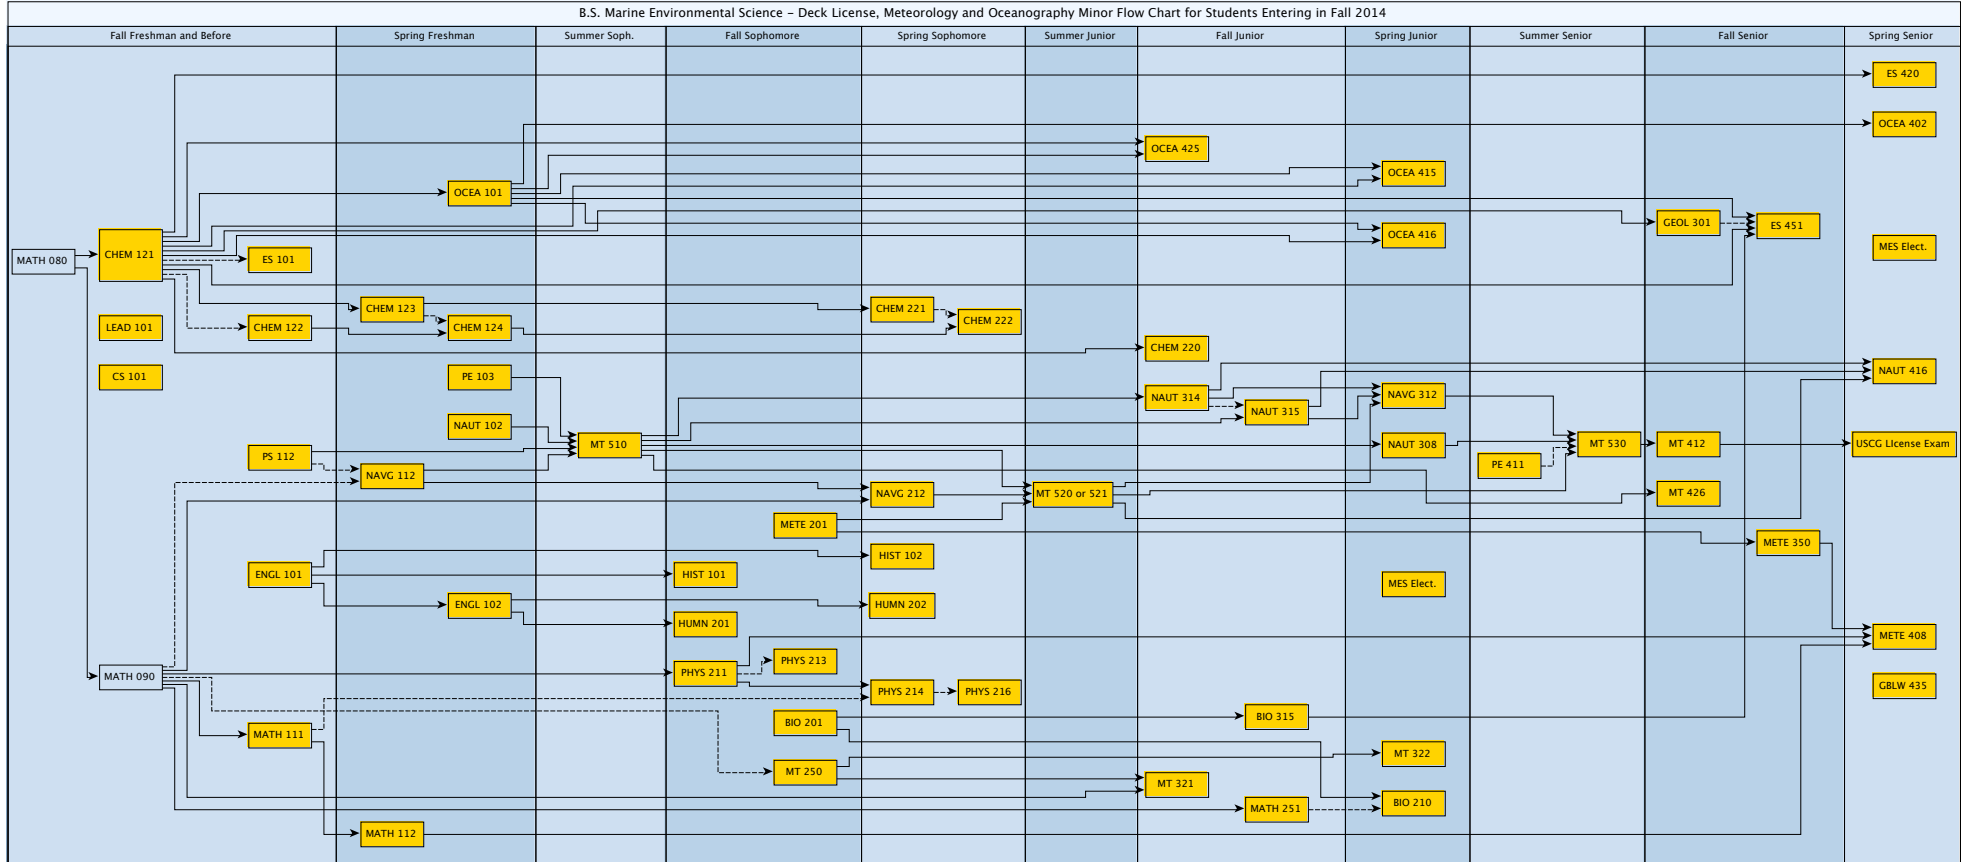 B.S. Marine Environmental Science – Deck License, Meteorology and Oceanography Minor Flow Chart for Students Entering in Fall 2014
Fall Freshman and Before
Spring Freshman
Summer Soph.
Fall Sophomore
Spring Sophomore
Summer Junior
Fall Junior
Spring Junior
Summer Senior
Fall Senior
Spring Senior
ES 420
OCEA 402
OCEA 425
OCEA 415
OCEA 101
GEOL 301
ES 451
OCEA 416
MES Elect.
CHEM 121
MATH 080
ES 101
CHEM 123
CHEM 221
LEAD 101
CHEM 122
CHEM 124
CHEM 222
CHEM 220
CS 101
PE 103
NAUT 416
NAUT 314
NAVG 312
NAUT 315
NAUT 102
MT 510
NAUT 308
MT 530
MT 412
USCG LIcense Exam
PS 112
PE 411
NAVG 112
NAVG 212
MT 520 or 521
MT 426
METE 201
METE 350
HIST 102
ENGL 101
HIST 101
MES Elect.
ENGL 102
HUMN 202
HUMN 201
METE 408
PHYS 213
MATH 090
PHYS 211
PHYS 214
PHYS 216
GBLW 435
BIO 201
BIO 315
MATH 111
MT 322
MT 250
MT 321
MATH 251
BIO 210
MATH 112